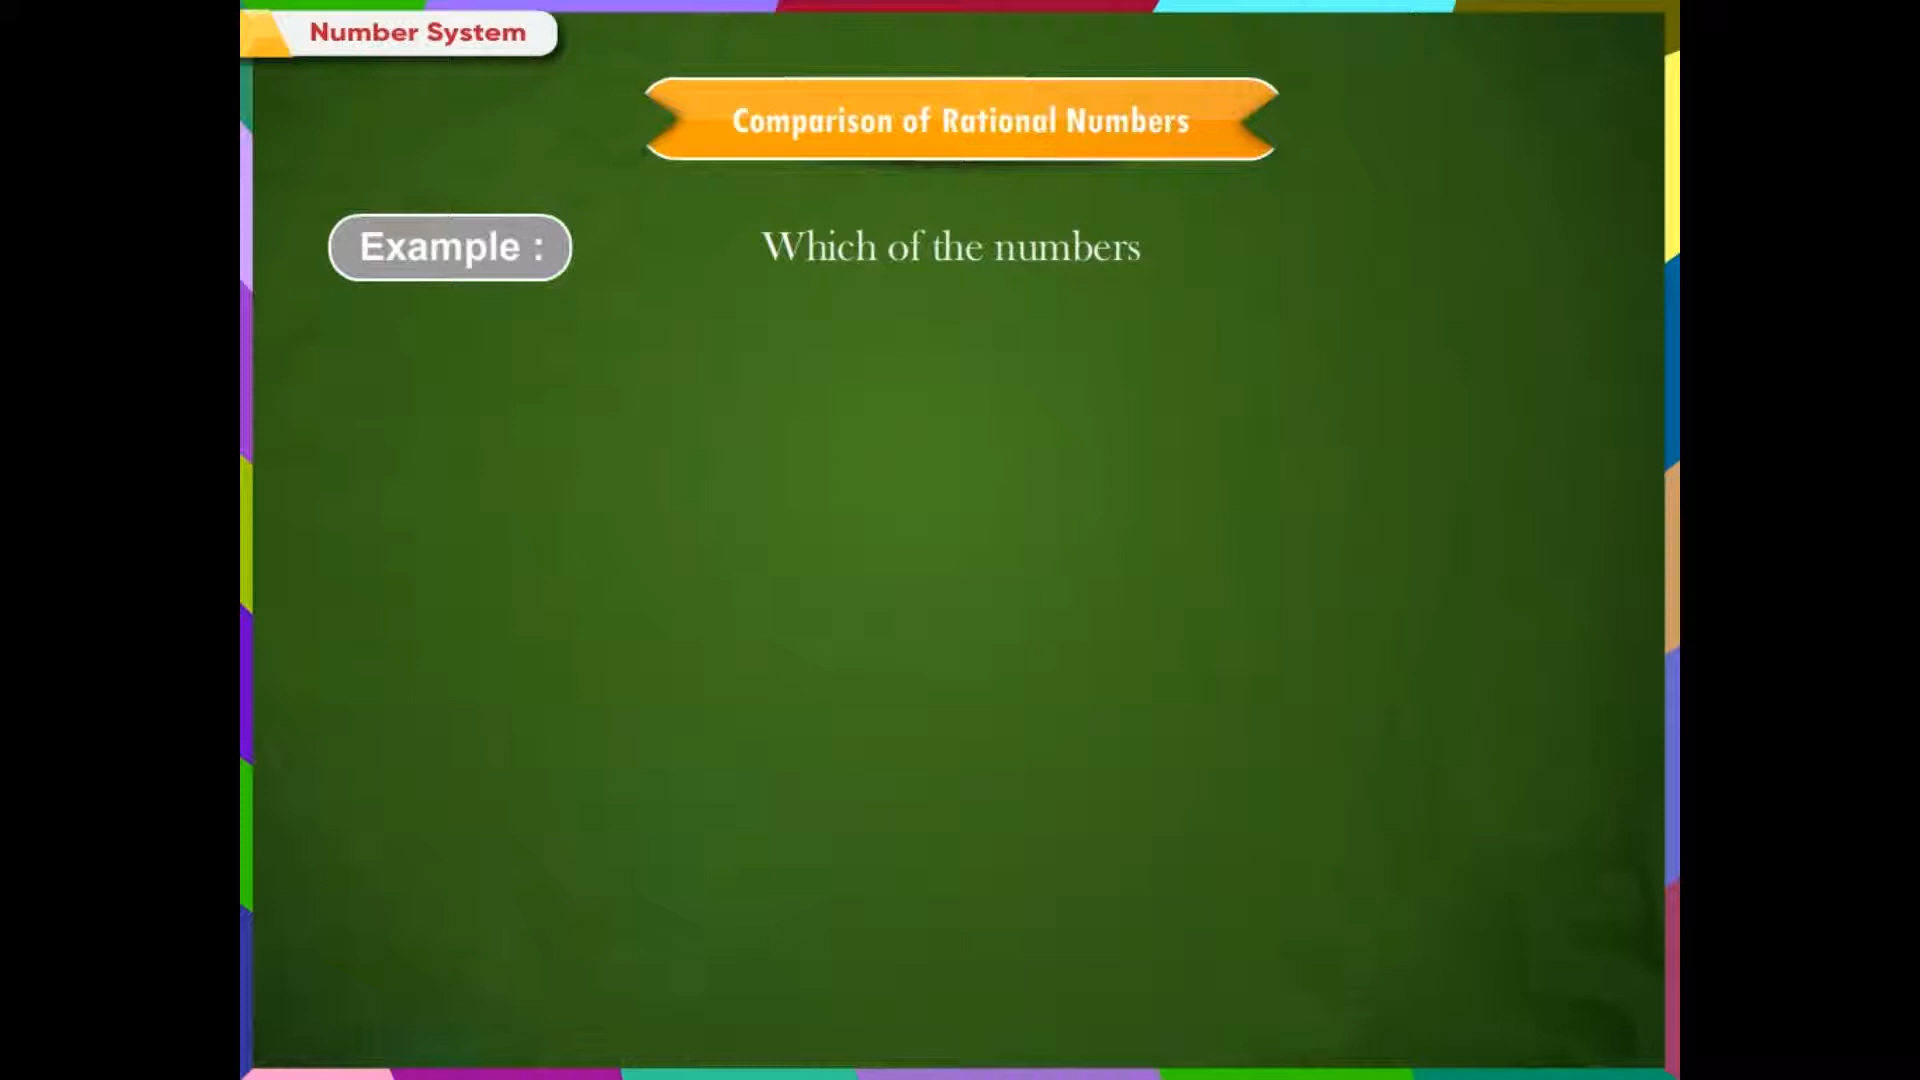 Number System
Comparison of Rational Numbers
Example :
Which of the numbers